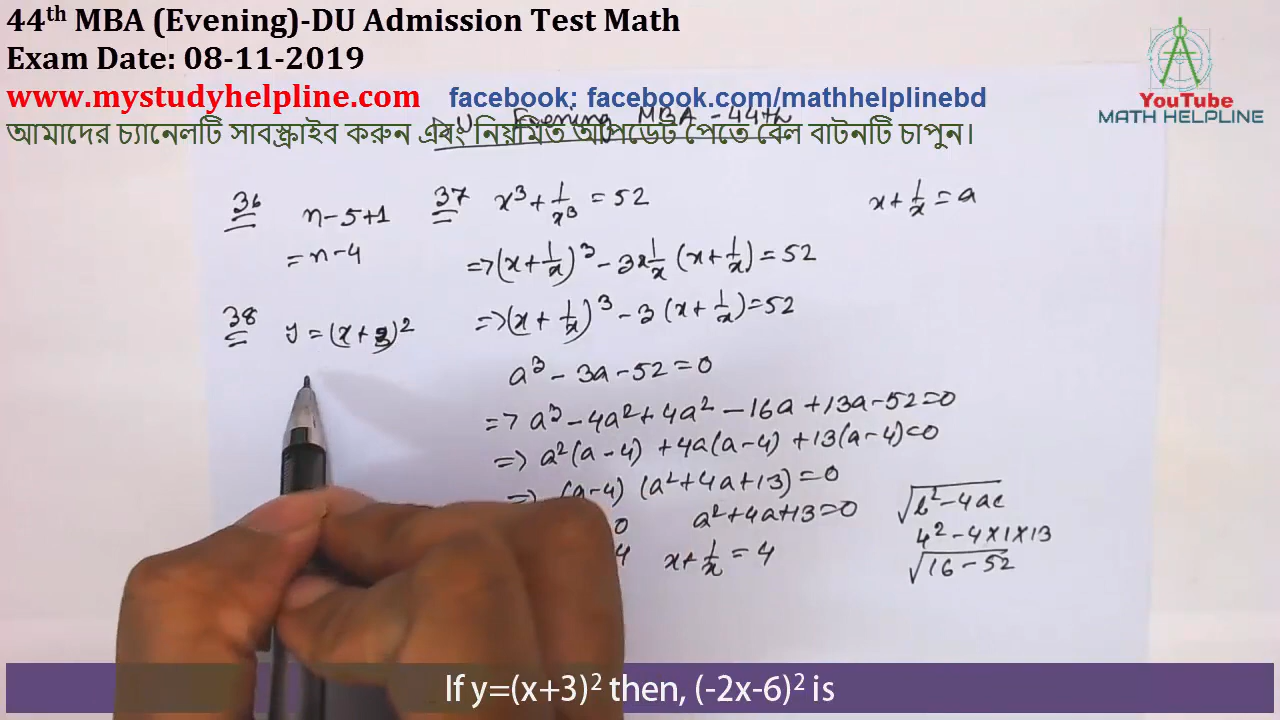 44th MBA (Evening)-DU Admission Test Math
Exam Date: 08-11-2019
www.mystudyhelpline.com facebook: facebook.com/mathhelplinebd
YouTube
MATH HELPLINE
Evening MBA - 44th
আমাদের চ্যানেলটি সাবস্ক্রাইব করুন এবং নিয়মিত আপডেট পেতে বেল বাটনটি চাপুন।
36 n-5+1
= n-4
37 x³ + 1/x³ = 52
x + 1/x = a
=> (x + 1/x)³ - 3x 1/x (x + 1/x) = 52
=> (x + 1/x)³ - 3 (x + 1/x) = 52
a³ - 3a - 52 = 0
=> a³ - 4a² + 4a² - 16a + 13a - 52 = 0
=> a²(a-4) + 4a(a-4) + 13(a-4) = 0
=> (a-4) (a² + 4a + 13) = 0
0 a² + 4a + 13 = 0
4 x + 1/x = 4
√b² - 4ac
4² - 4×1×13
√16 - 52
38 y = (x + 3)²
If y=(x+3)² then, (-2x-6)² is